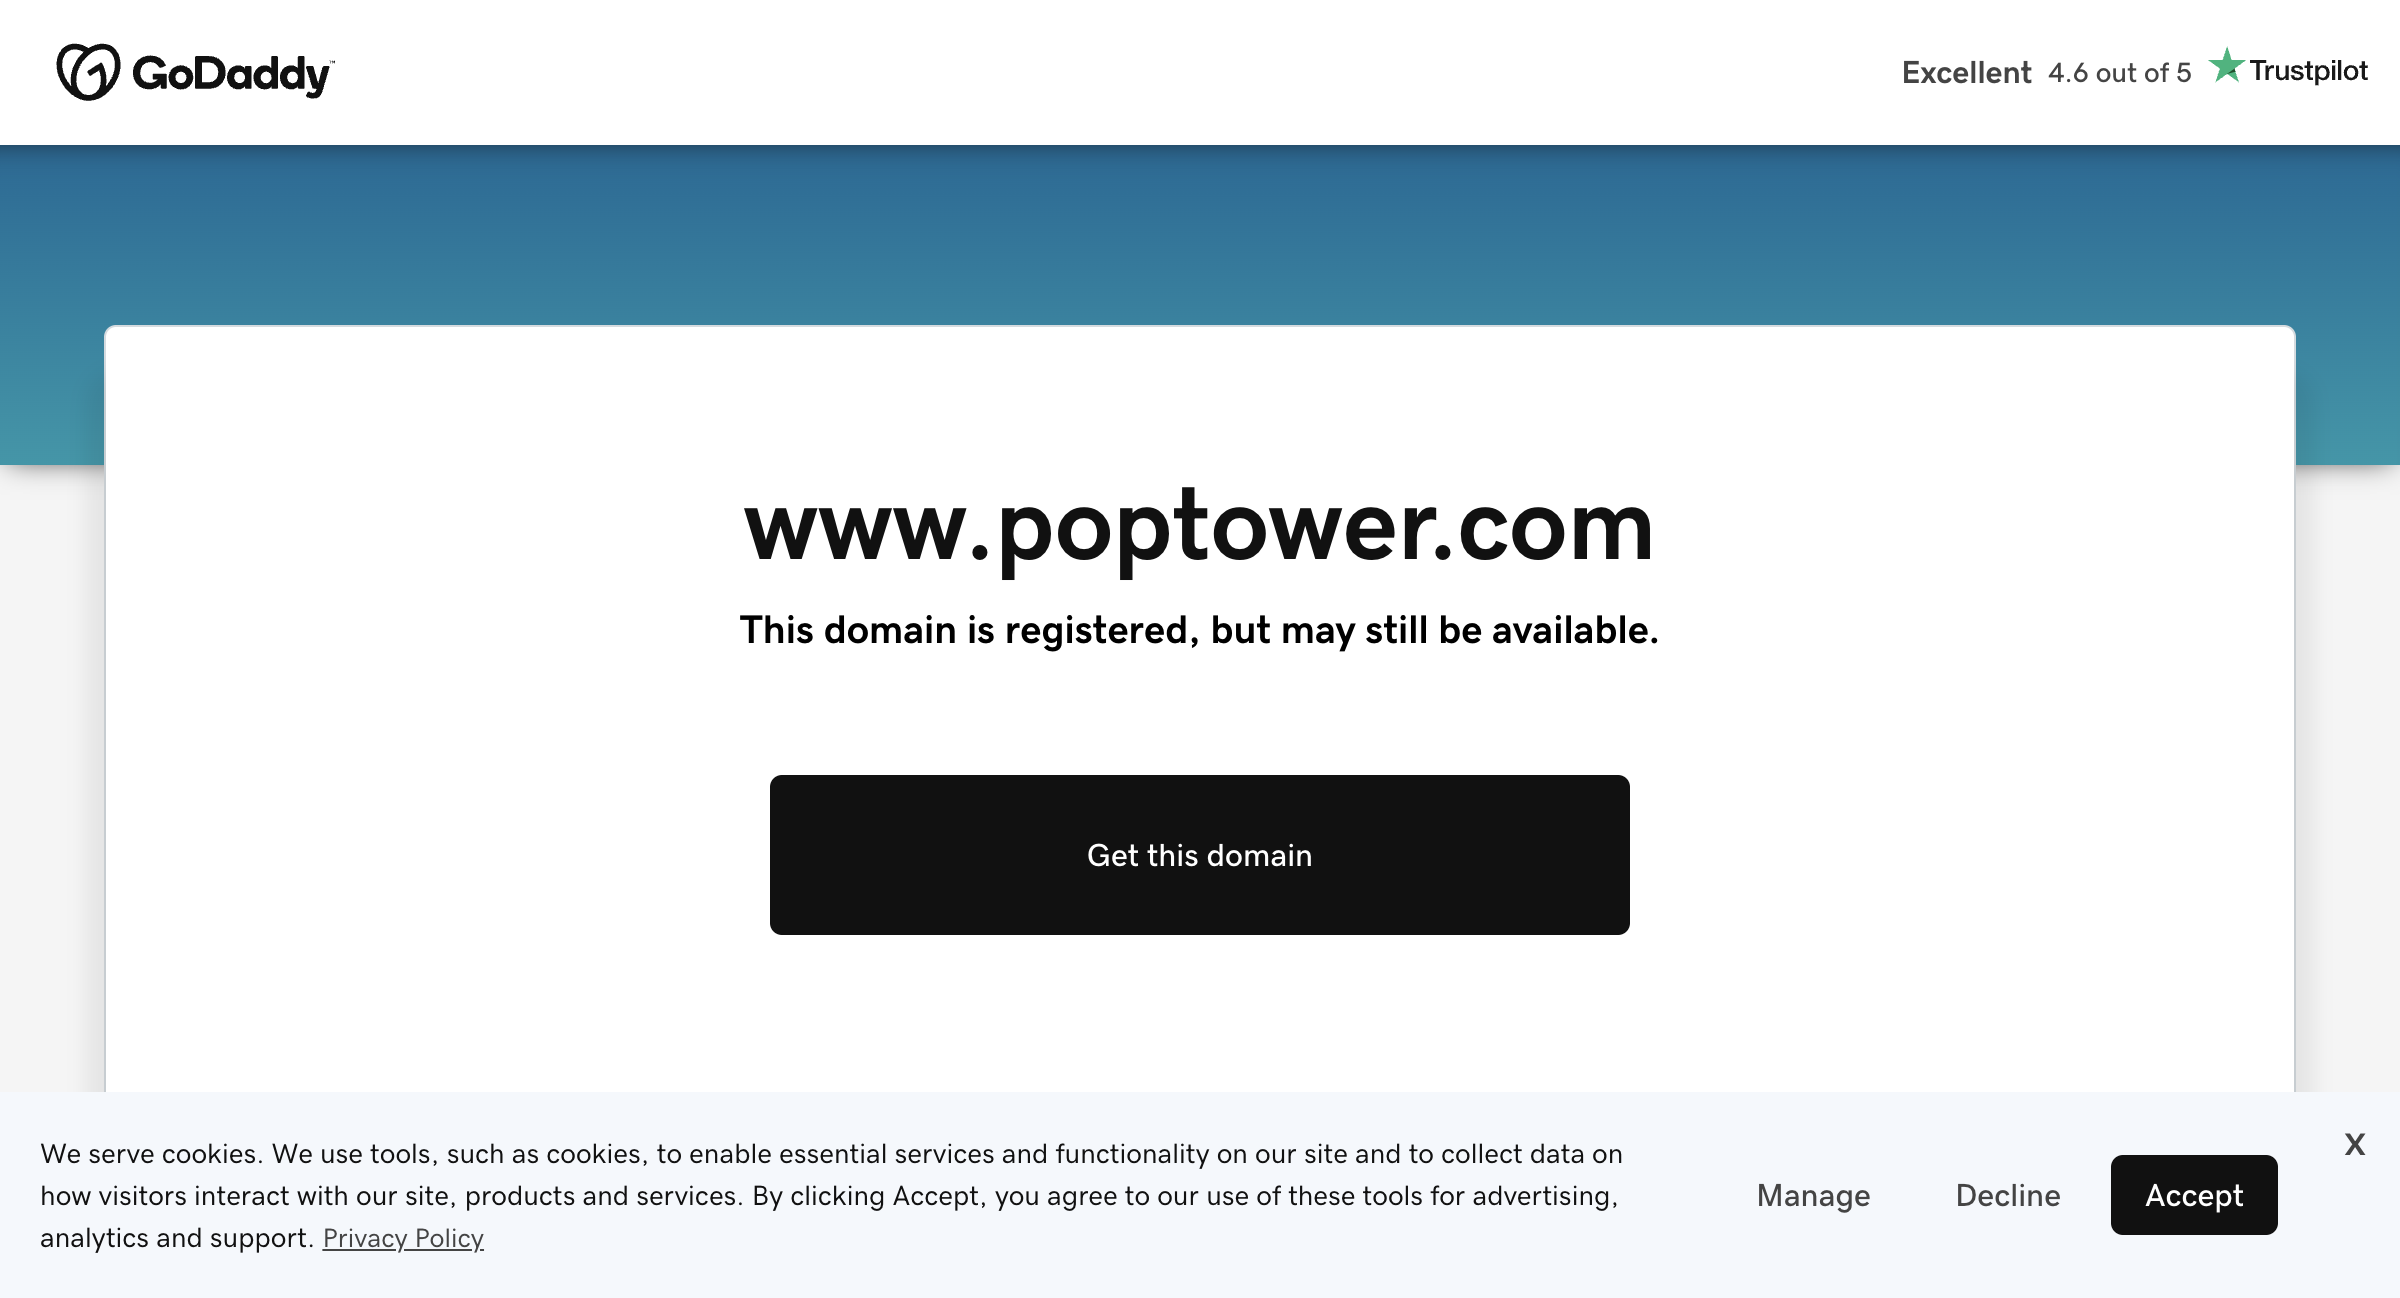 GoDaddy™
Excellent 4.6 out of 5 Trustpilot
www.poptower.com
This domain is registered, but may still be available.
Get this domain
We serve cookies. We use tools, such as cookies, to enable essential services and functionality on our site and to collect data on
how visitors interact with our site, products and services. By clicking Accept, you agree to our use of these tools for advertising,
analytics and support. Privacy Policy
Manage
Decline
Accept
X